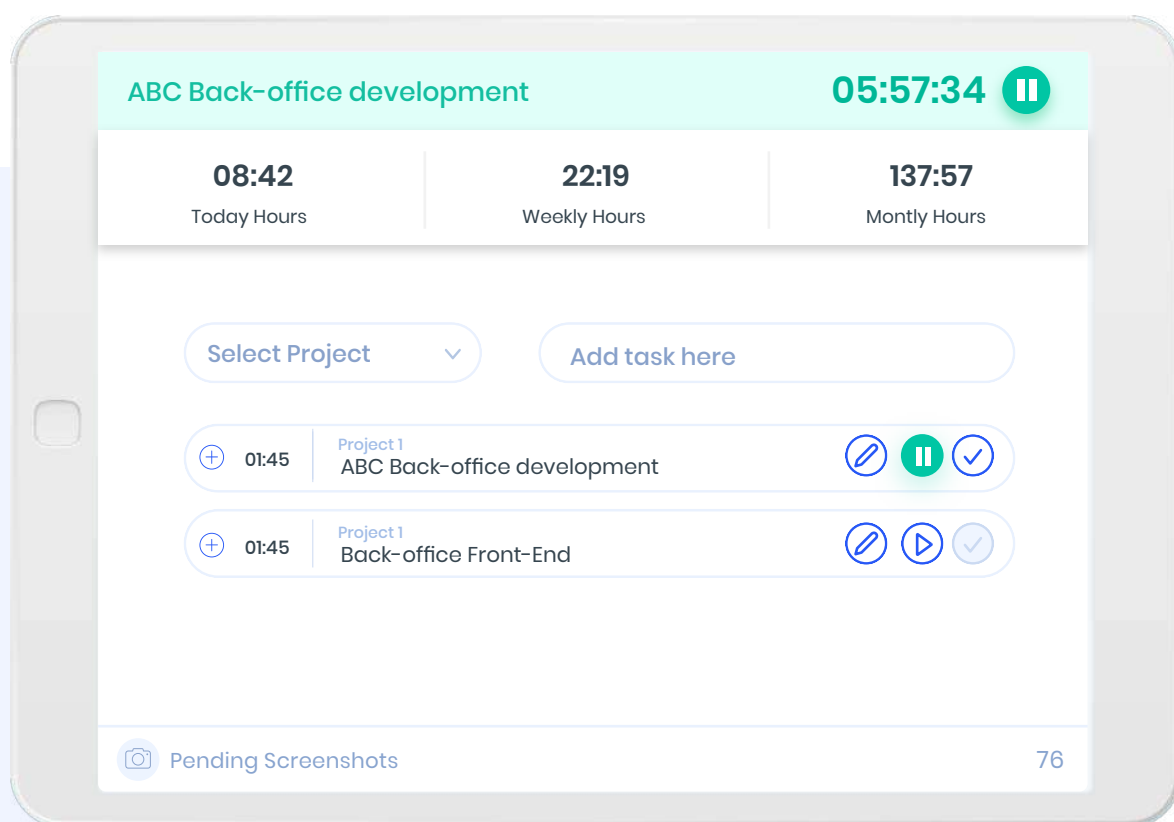 ABC Back-office development 05:57:34
08:42 22:19 137:57
Today Hours Weekly Hours Montly Hours
Select Project Add task here
Project 1
01:45 ABC Back-office development
Project 1
01:45 Back-office Front-End
Pending Screenshots 76